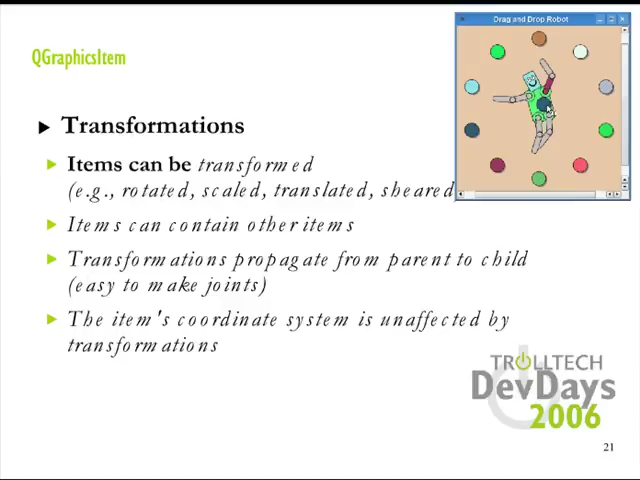 Drag and Drop Robot
QGraphicsItem
Transformations
Items can be transformed
(e.g., rotated, scaled, translated, sheared
Items can contain other items
Transformations propagate from parent to child
(easy to make joints)
The item's coordinate system is unaffected by
transformations
TROLLTECH
DevDays
2006
21